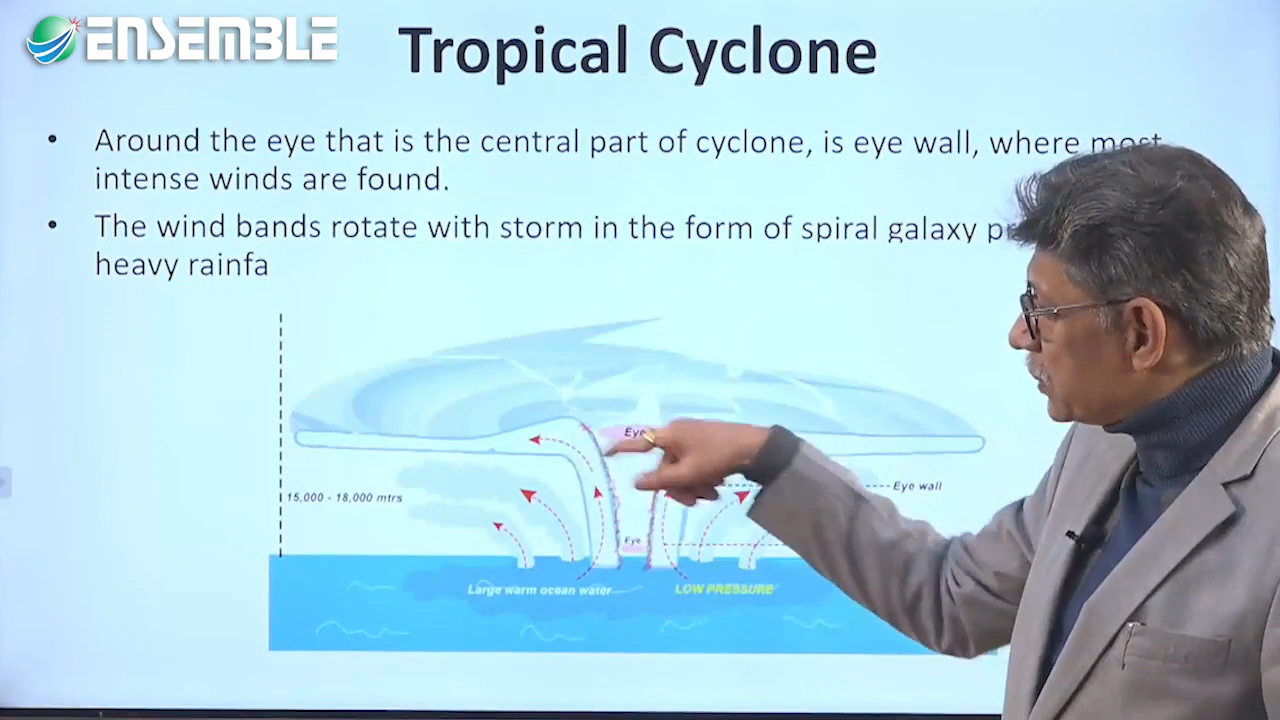 ENSEMBLE
Tropical Cyclone
• Around the eye that is the central part of cyclone, is eye wall, where most
intense winds are found.
• The wind bands rotate with storm in the form of spiral galaxy
heavy rainfa
Eye
15,000 - 18,000 mtrs
Eye wall
Eye
Large warm ocean water
LOW PRESSURE